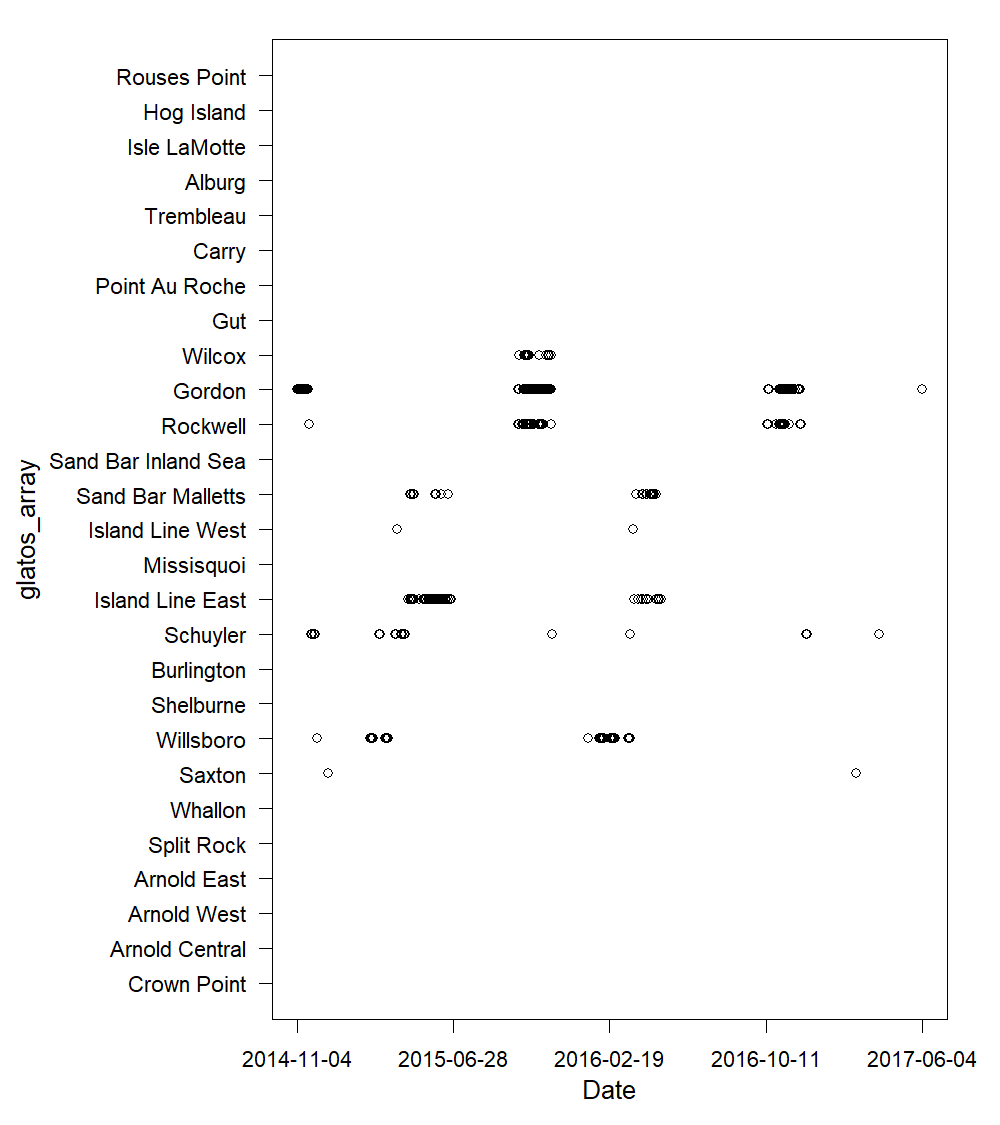 Rouses Point
Hog Island
Isle LaMotte
Alburg
Trembleau
Carry
Point Au Roche
Gut
Wilcox
Gordon
Rockwell
Sand Bar Inland Sea
Sand Bar Malletts
Island Line West
Missisquoi
Island Line East
Schuyler
Burlington
Shelburne
Willsboro
Saxton
Whallon
Split Rock
Arnold East
Arnold West
Arnold Central
Crown Point
glatos_array
2014-11-04 2015-06-28 2016-02-19 2016-10-11 2017-06-04
Date